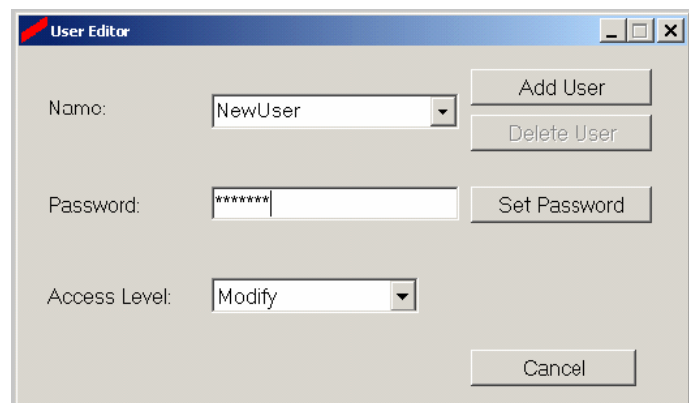 User Editor
Name:
NewUser
Add User
Delete User
Password:
*******
Set Password
Access Level:
Modify
Cancel